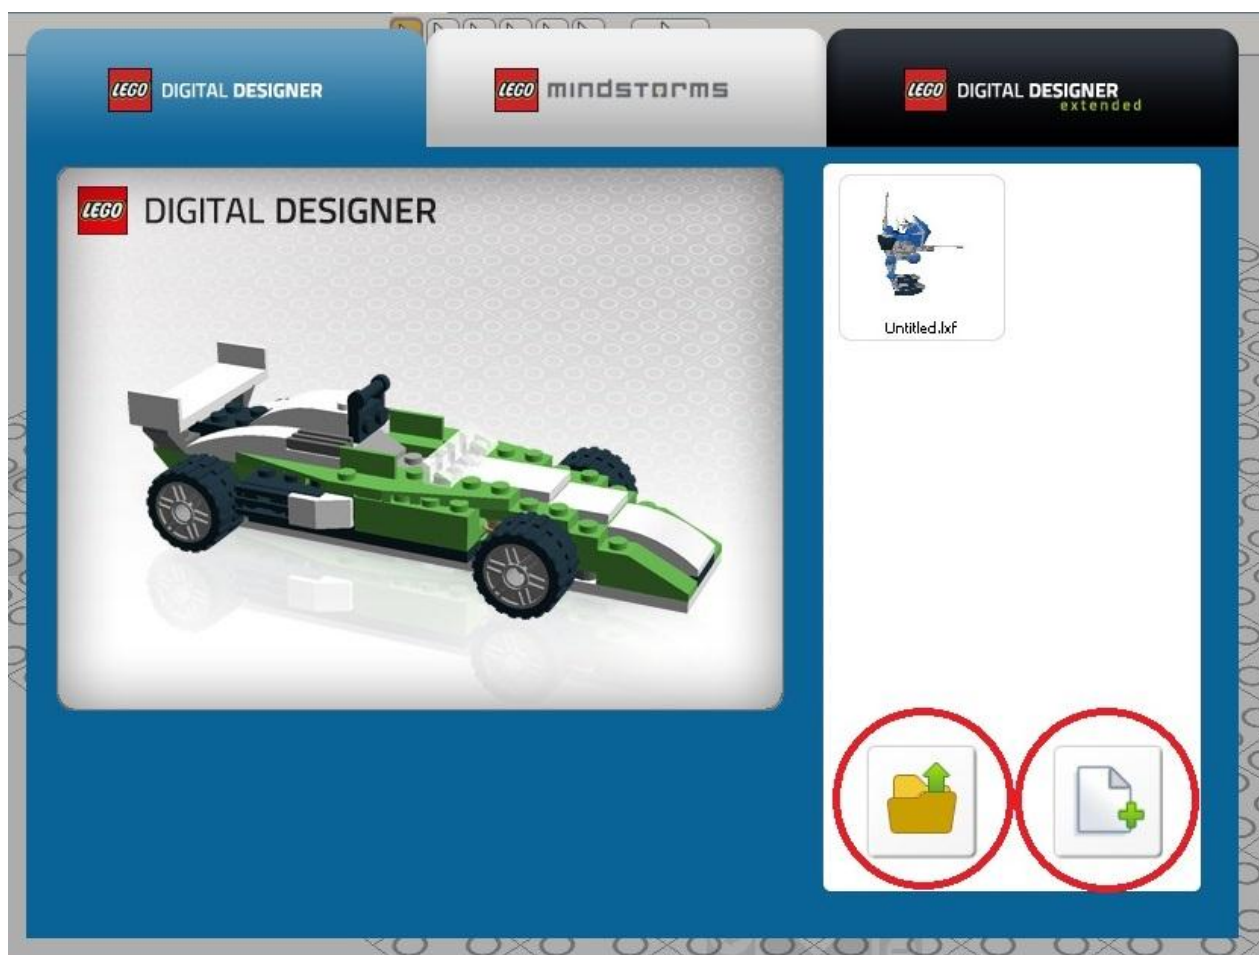 LEGO DIGITAL DESIGNER
LEGO mindstorms
LEGO DIGITAL DESIGNER
extended
LEGO DIGITAL DESIGNER
Untitled.lxf